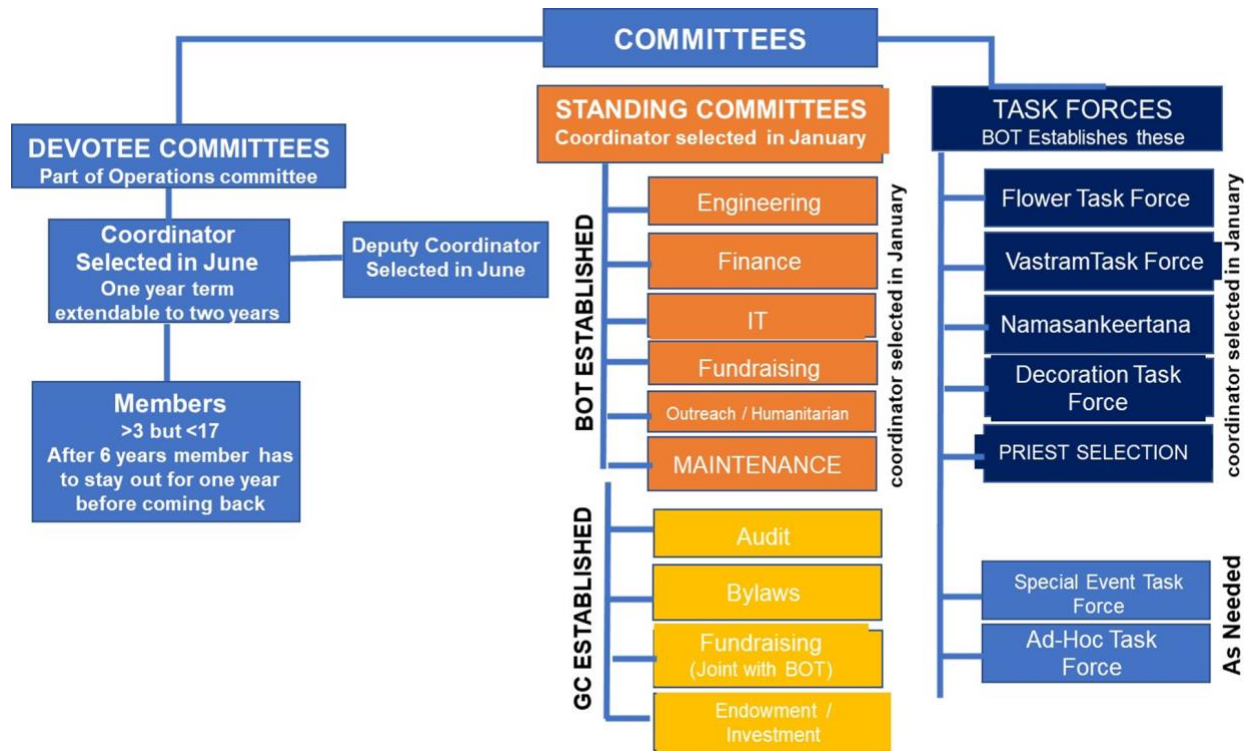 COMMITTEES
DEVOTEE COMMITTEES
Part of Operations committee
Coordinator
Selected in June
One year term
extendable to two years
Deputy Coordinator
Selected in June
Members
>3 but <17
After 6 years member has
to stay out for one year
before coming back
STANDING COMMITTEES
Coordinator selected in January
BOT ESTABLISHED
Engineering
Finance
IT
Fundraising
Outreach / Humanitarian
MAINTENANCE
coordinator selected in January
GC ESTABLISHED
Audit
Bylaws
Fundraising
(Joint with BOT)
Endowment /
Investment
TASK FORCES
BOT Establishes these
Flower Task Force
VastramTask Force
Namasankeertana
Decoration Task
Force
PRIEST SELECTION
coordinator selected in January
Special Event Task
Force
Ad-Hoc Task
Force
As Needed